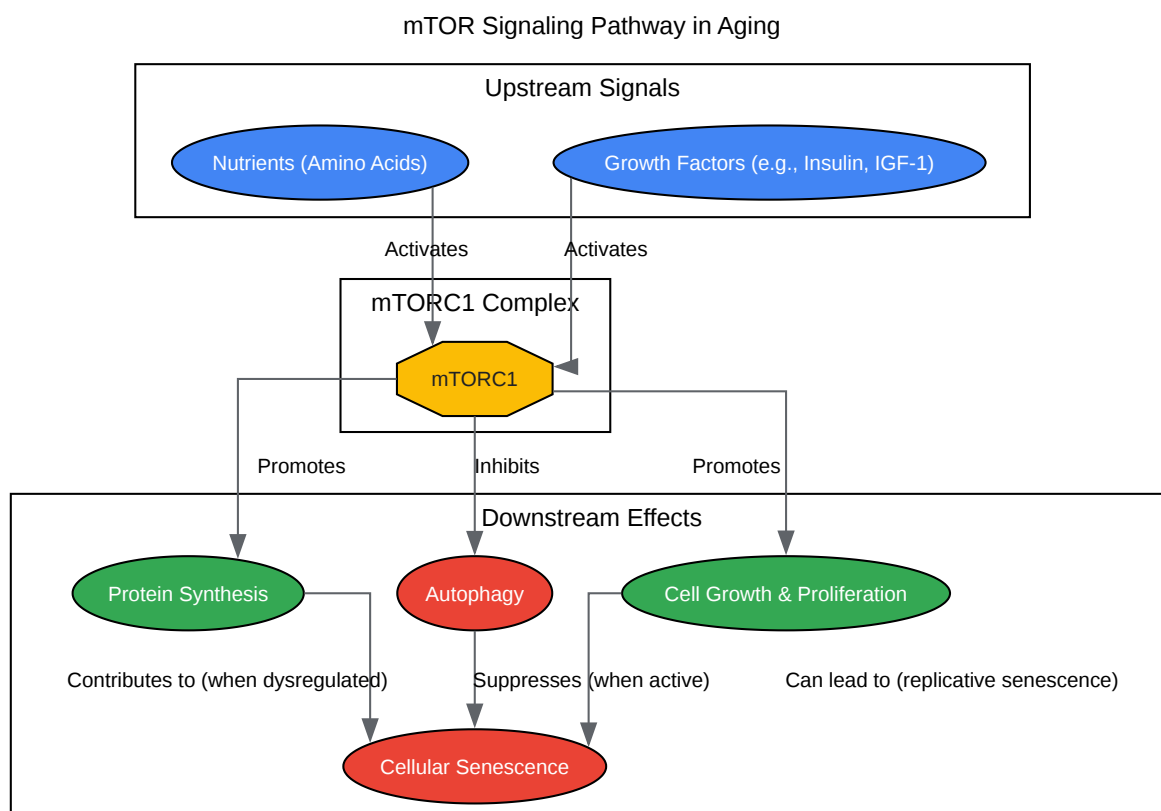 mTOR Signaling Pathway in Aging
Upstream Signals
Nutrients (Amino Acids)
Growth Factors (e.g., Insulin, IGF-1)
Activates
Activates
mTORC1 Complex
mTORC1
Promotes
Inhibits
Promotes
Downstream Effects
Protein Synthesis
Autophagy
Cell Growth & Proliferation
Contributes to (when dysregulated)
Suppresses (when active)
Can lead to (replicative senescence)
Cellular Senescence